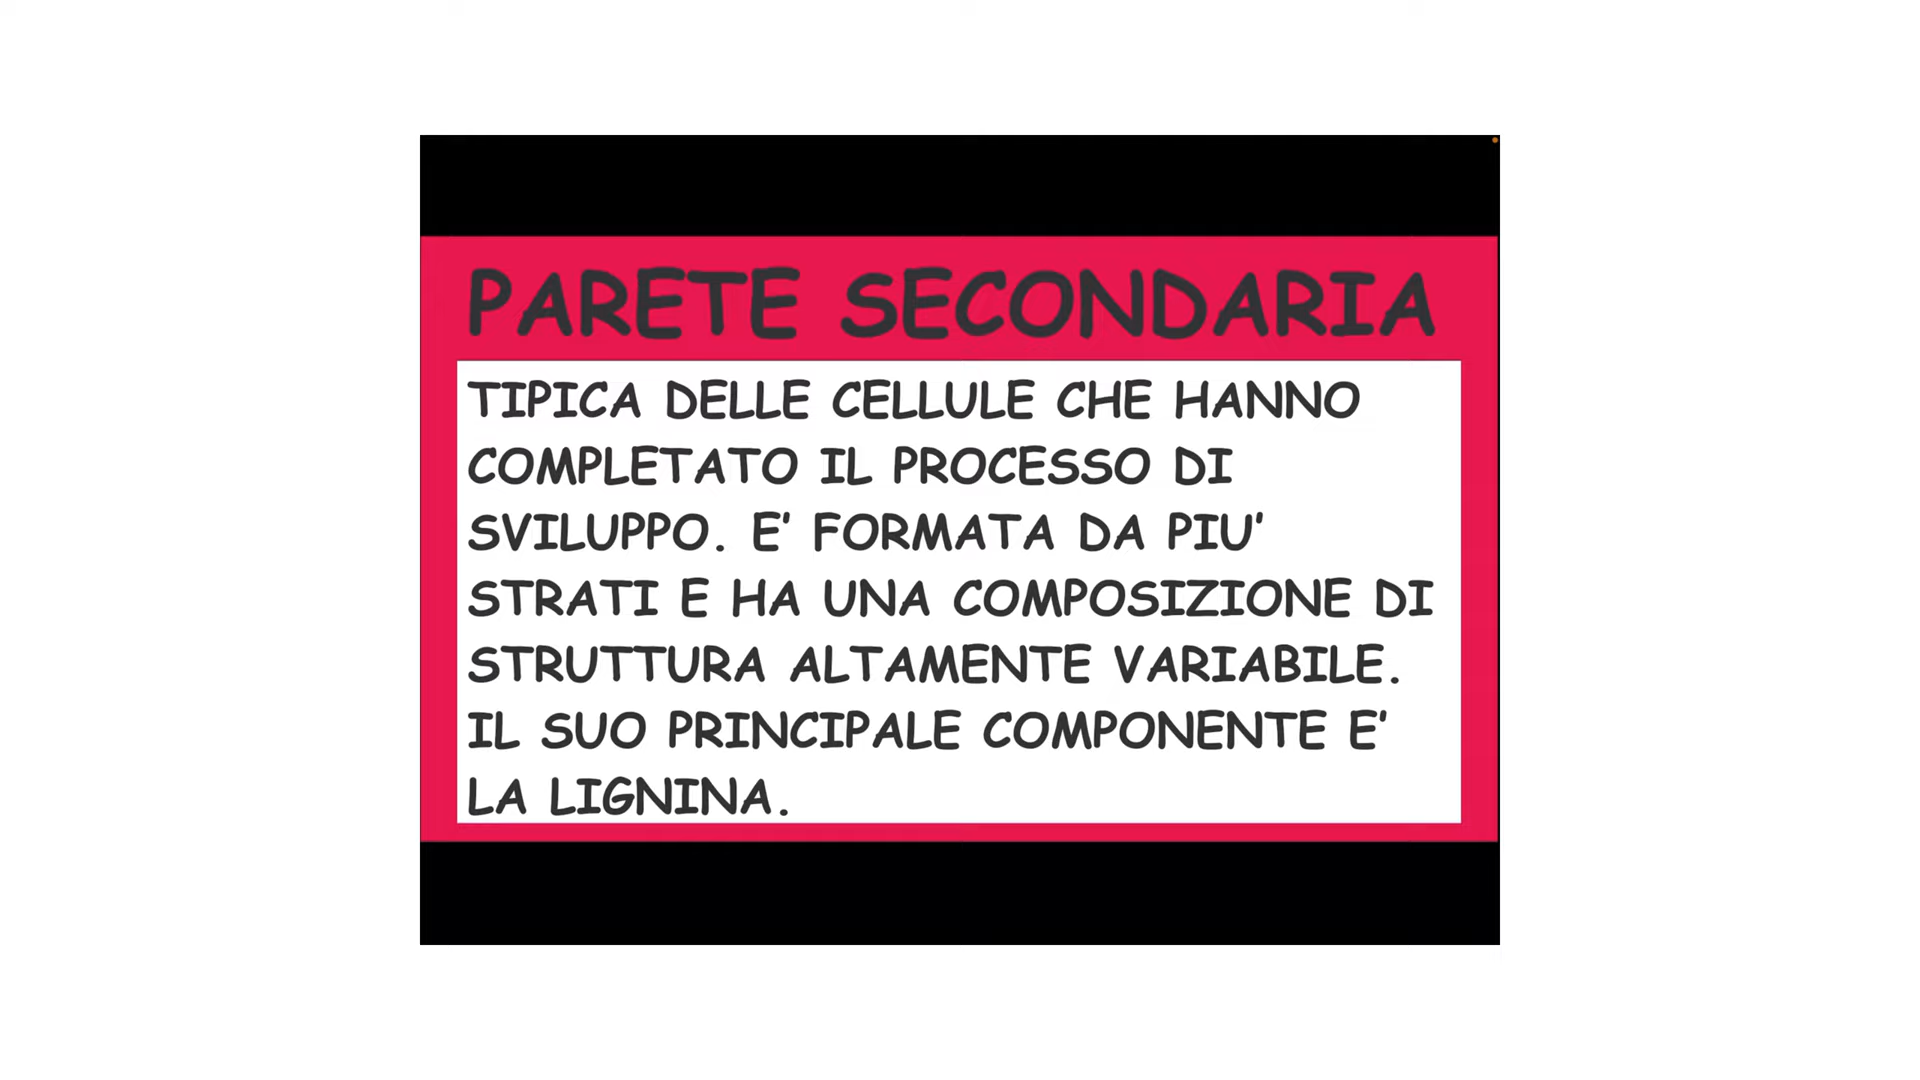 PARETE SECONDARIA
TIPICA DELLE CELLULE CHE HANNO
COMPLETATO IL PROCESSO DI
SVILUPPO. E' FORMATA DA PIU'
STRATI E HA UNA COMPOSIZIONE DI
STRUTTURA ALTAMENTE VARIABILE.
IL SUO PRINCIPALE COMPONENTE E'
LA LIGNINA.